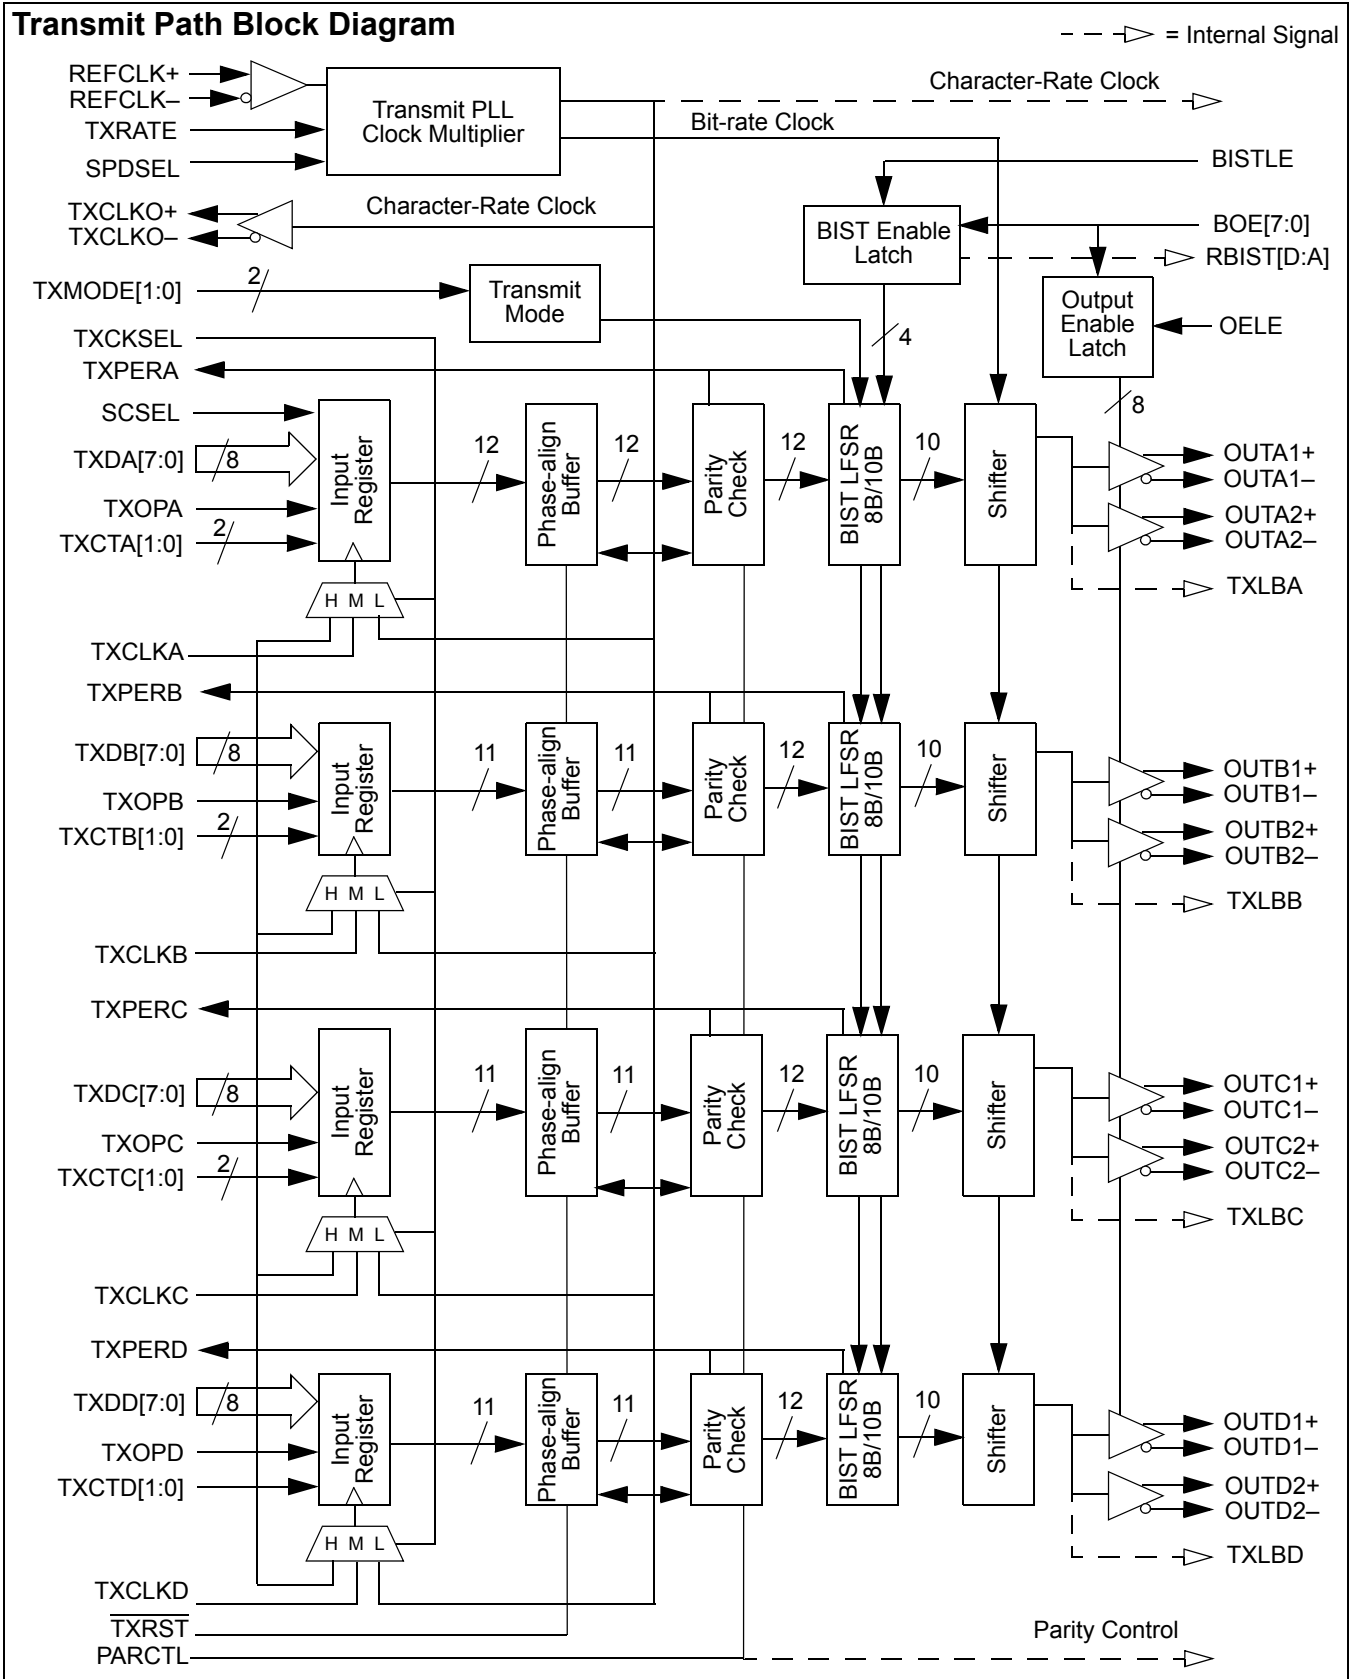 Transmit Path Block Diagram
= Internal Signal
REFCLK+
REFCLK–
TXRATE
SPDSEL
Transmit PLL
Clock Multiplier
Character-Rate Clock
Bit-rate Clock
BISTLE
TXCLKO+
TXCLKO–
Character-Rate Clock
BIST Enable
Latch
BOE[7:0]
RBIST[D:A]
TXMODE[1:0]
2
Transmit
Mode
Output
Enable
Latch
OELE
4
8
TXCKSEL
TXPERA
SCSEL
TXDA[7:0]
8
TXOPA
TXCTA[1:0]
2
Input
Register
12
Phase-align
Buffer
12
Parity
Check
12
BIST LFSR
8B/10B
10
Shifter
OUTA1+
OUTA1–
OUTA2+
OUTA2–
TXLBA
H M L
TXCLKA
TXPERB
TXDB[7:0]
8
TXOPB
TXCTB[1:0]
2
Input
Register
11
Phase-align
Buffer
11
Parity
Check
12
BIST LFSR
8B/10B
10
Shifter
OUTB1+
OUTB1–
OUTB2+
OUTB2–
TXLBB
H M L
TXCLKB
TXPERC
TXDC[7:0]
8
TXOPC
TXCTC[1:0]
2
Input
Register
11
Phase-align
Buffer
11
Parity
Check
12
BIST LFSR
8B/10B
10
Shifter
OUTC1+
OUTC1–
OUTC2+
OUTC2–
TXLBC
H M L
TXCLKC
TXPERD
TXDD[7:0]
8
TXOPD
TXCTD[1:0]
Input
Register
11
Phase-align
Buffer
11
Parity
Check
12
BIST LFSR
8B/10B
10
Shifter
OUTD1+
OUTD1–
OUTD2+
OUTD2–
TXLBD
H M L
TXCLKD
TXRST
PARCTL
Parity Control